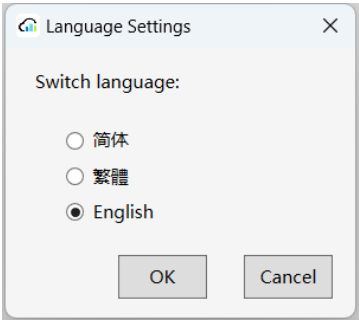 Language Settings
Switch language:
简体
繁體
English
OK
Cancel